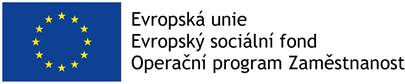 Evropská unie
Evropský sociální fond
Operační program Zaměstnanost